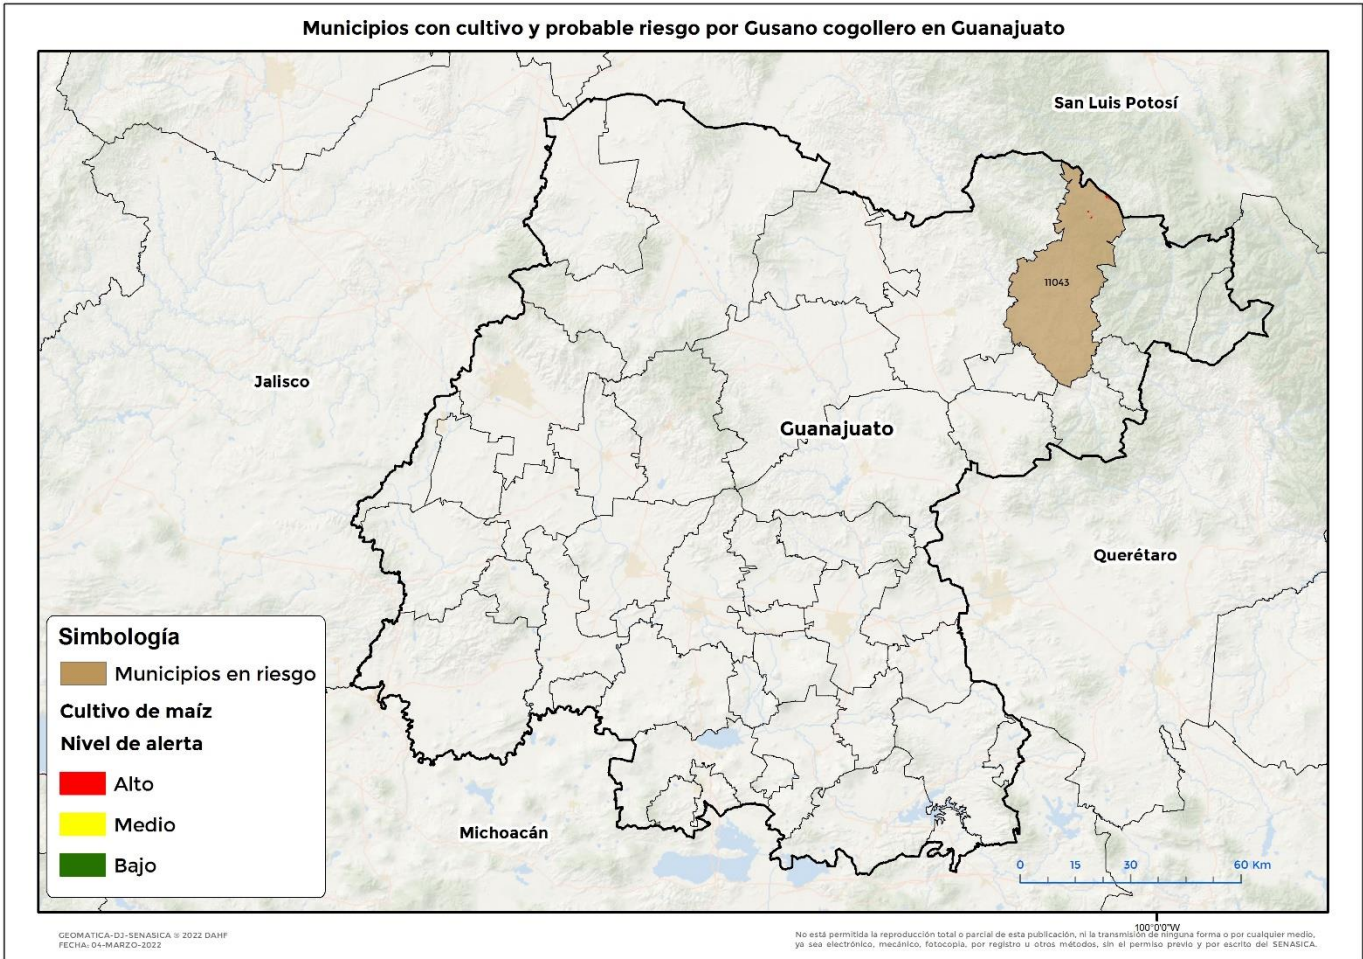 Municipios con cultivo y probable riesgo por Gusano cogollero en Guanajuato
San Luis Potosí
11043
Jalisco
Guanajuato
Querétaro
Michoacán
Simbología
Municipios en riesgo
Cultivo de maíz
Nivel de alerta
Alto
Medio
Bajo
0 15 30 60 Km
100°0'0"W
GEOMATICA-DJ-SENASICA © 2022 DAHF
FECHA: 04-MARZO-2022
No está permitida la reproducción total o parcial de esta publicación, ni la transmisión de ninguna forma o por cualquier medio,
ya sea electrónico, mecánico, fotocopia, por registro u otros métodos, sin el permiso previo y por escrito del SENASICA.